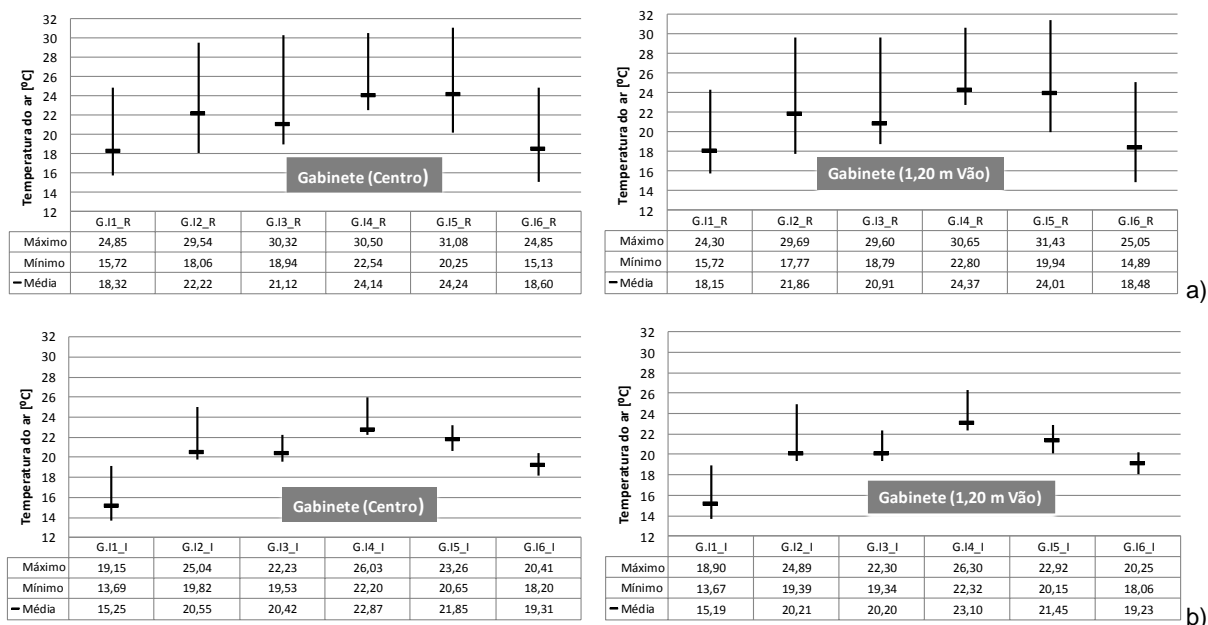 Temperatura do ar [ºC]
32
30
28
26
24
22
20
18
16
14
12
Gabinete (Centro)
G.I1_R G.I2_R G.I3_R G.I4_R G.I5_R G.I6_R
Máximo 24,85 29,54 30,32 30,50 31,08 24,85
Mínimo 15,72 18,06 18,94 22,54 20,25 15,13
Média 18,32 22,22 21,12 24,14 24,24 18,60
Temperatura do ar [ºC]
32
30
28
26
24
22
20
18
16
14
12
Gabinete (1,20 m Vão)
G.I1_R G.I2_R G.I3_R G.I4_R G.I5_R G.I6_R
Máximo 24,30 29,69 29,60 30,65 31,43 25,05
Mínimo 15,72 17,77 18,79 22,80 19,94 14,89
Média 18,15 21,86 20,91 24,37 24,01 18,48
a)
Temperatura do ar [ºC]
32
30
28
26
24
22
20
18
16
14
12
Gabinete (Centro)
G.I1_I G.I2_I G.I3_I G.I4_I G.I5_I G.I6_I
Máximo 19,15 25,04 22,23 26,03 23,26 20,41
Mínimo 13,69 19,82 19,53 22,20 20,65 18,20
Média 15,25 20,55 20,42 22,87 21,85 19,31
Temperatura do ar [ºC]
32
30
28
26
24
22
20
18
16
14
12
Gabinete (1,20 m Vão)
G.I1_I G.I2_I G.I3_I G.I4_I G.I5_I G.I6_I
Máximo 18,90 24,89 22,30 26,30 22,92 20,25
Mínimo 13,67 19,39 19,34 22,32 20,15 18,06
Média 15,19 20,21 20,20 23,10 21,45 19,23
b)